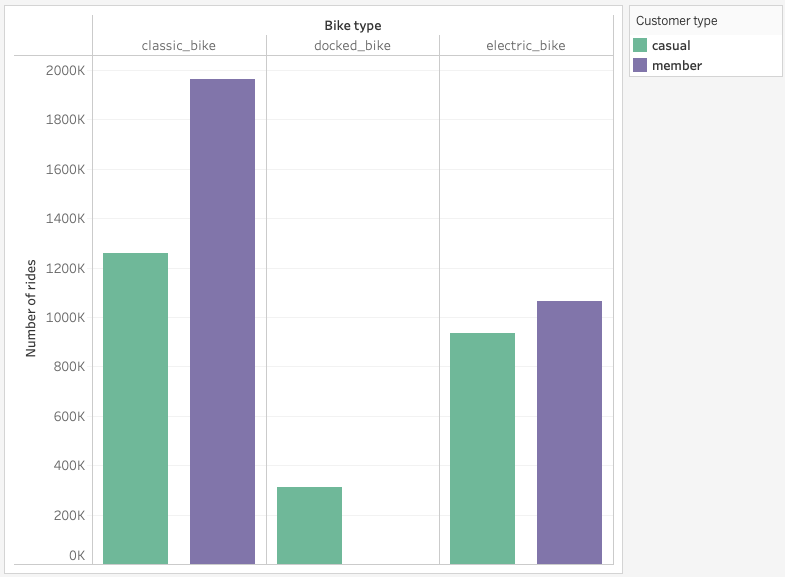 Bike type
classic_bike docked_bike electric_bike
2000K
1800K
1600K
1400K
1200K
1000K
800K
600K
400K
200K
0K
Number of rides
Customer type
casual
member